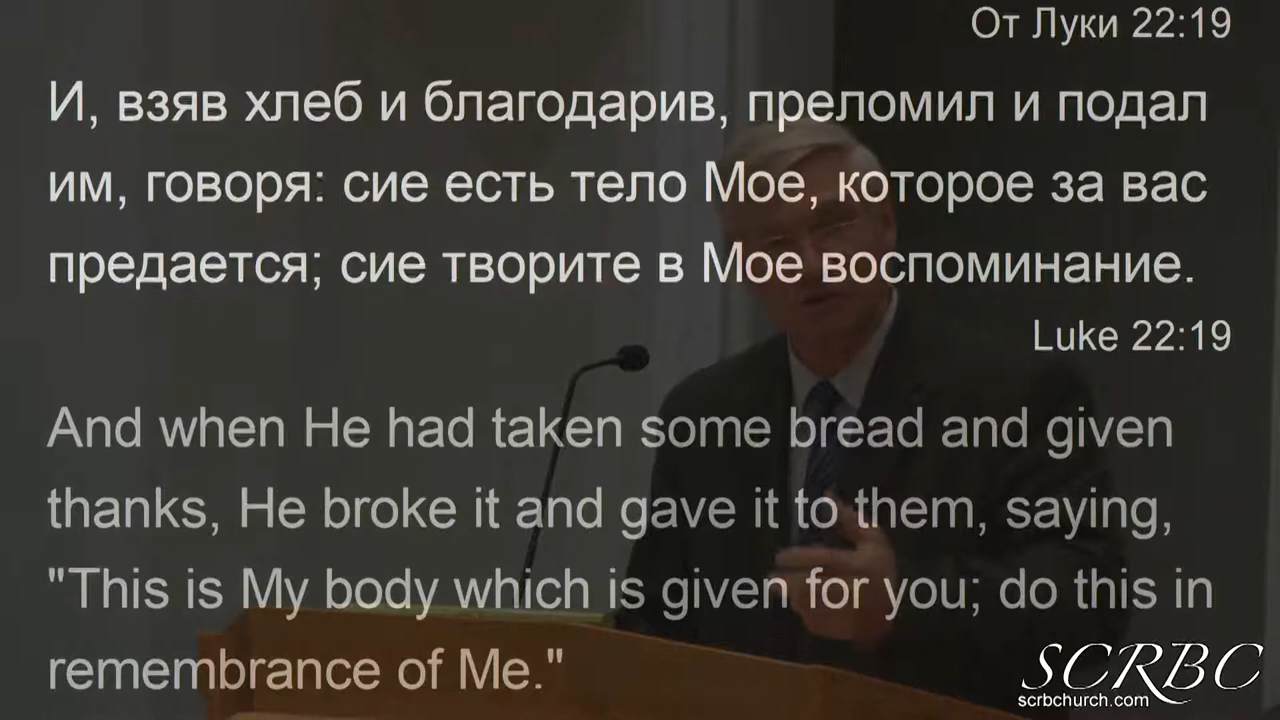 От Луки 22:19
И, взяв хлеб и благодарив, преломил и подал
им, говоря: сие есть тело Мое, которое за вас
предается; сие творите в Мое воспоминание.
Luke 22:19
And when He had taken some bread and given
thanks, He broke it and gave it to them, saying,
"This is My body which is given for you; do this in
remembrance of Me."
SCRBC
scrbchurch.com